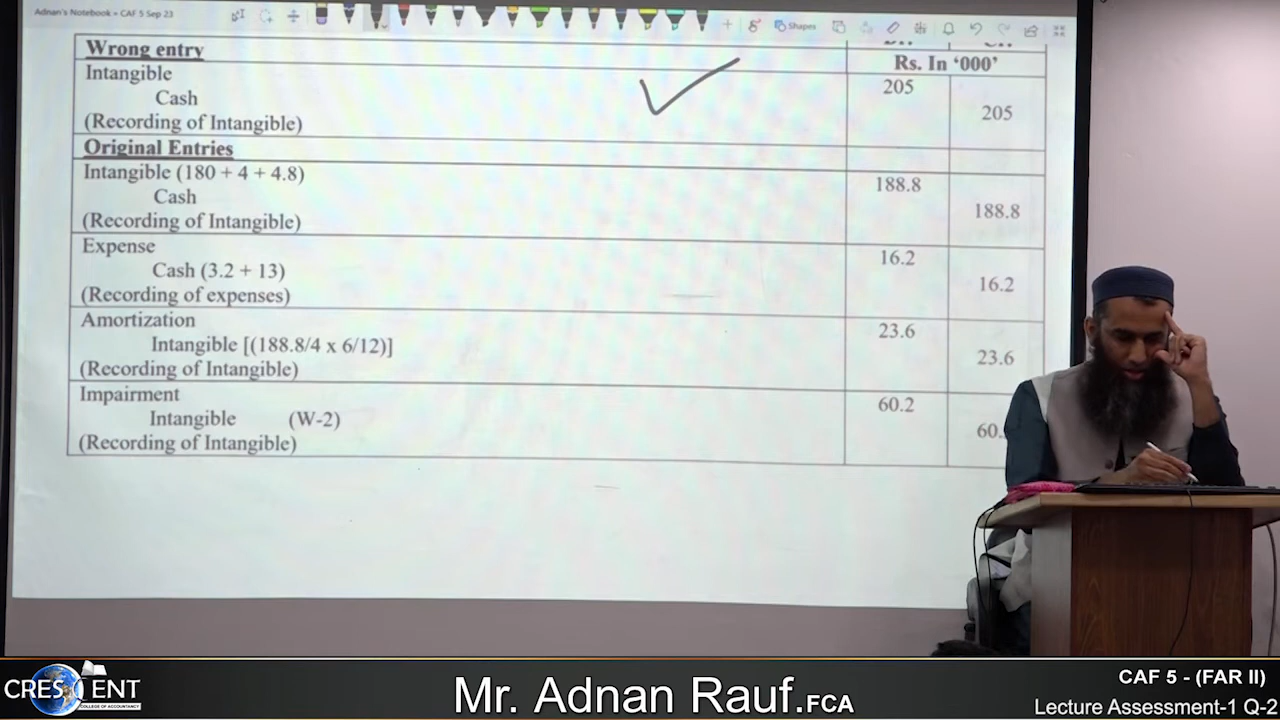 Adnan's Notebook » CAF 5 Sep 23
Shapes
Wrong entry
Rs. In ‘000’
Intangible 205
Cash 205
(Recording of Intangible)
Original Entries
Intangible (180 + 4 + 4.8) 188.8
Cash 188.8
(Recording of Intangible)
Expense 16.2
Cash (3.2 + 13) 16.2
(Recording of expenses)
Amortization 23.6
Intangible [(188.8/4 x 6/12)] 23.6
(Recording of Intangible)
Impairment 60.2
Intangible (W-2) 60.
(Recording of Intangible)
CRESCENT
COLLEGE OF ACCOUNTANCY
Mr. Adnan Rauf.FCA
CAF 5 - (FAR II)
Lecture Assessment-1 Q-2